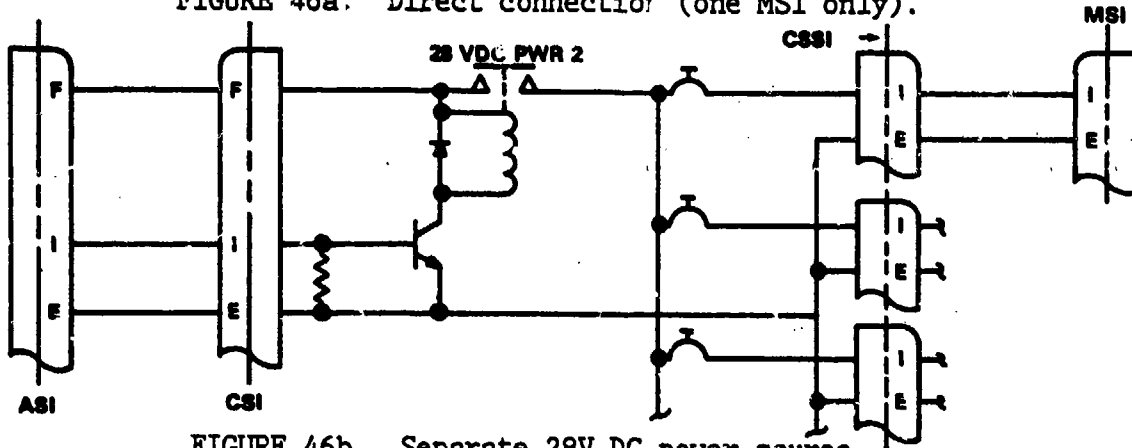 FIGURE 46a. Direct connection (one MSI only).
MSI
CSSI
28 VDC PWR 2
F F
I I
E E
I I
E E
I
E
I
E
ASI CSI
FIGURE 46b. Separate 28V DC power source